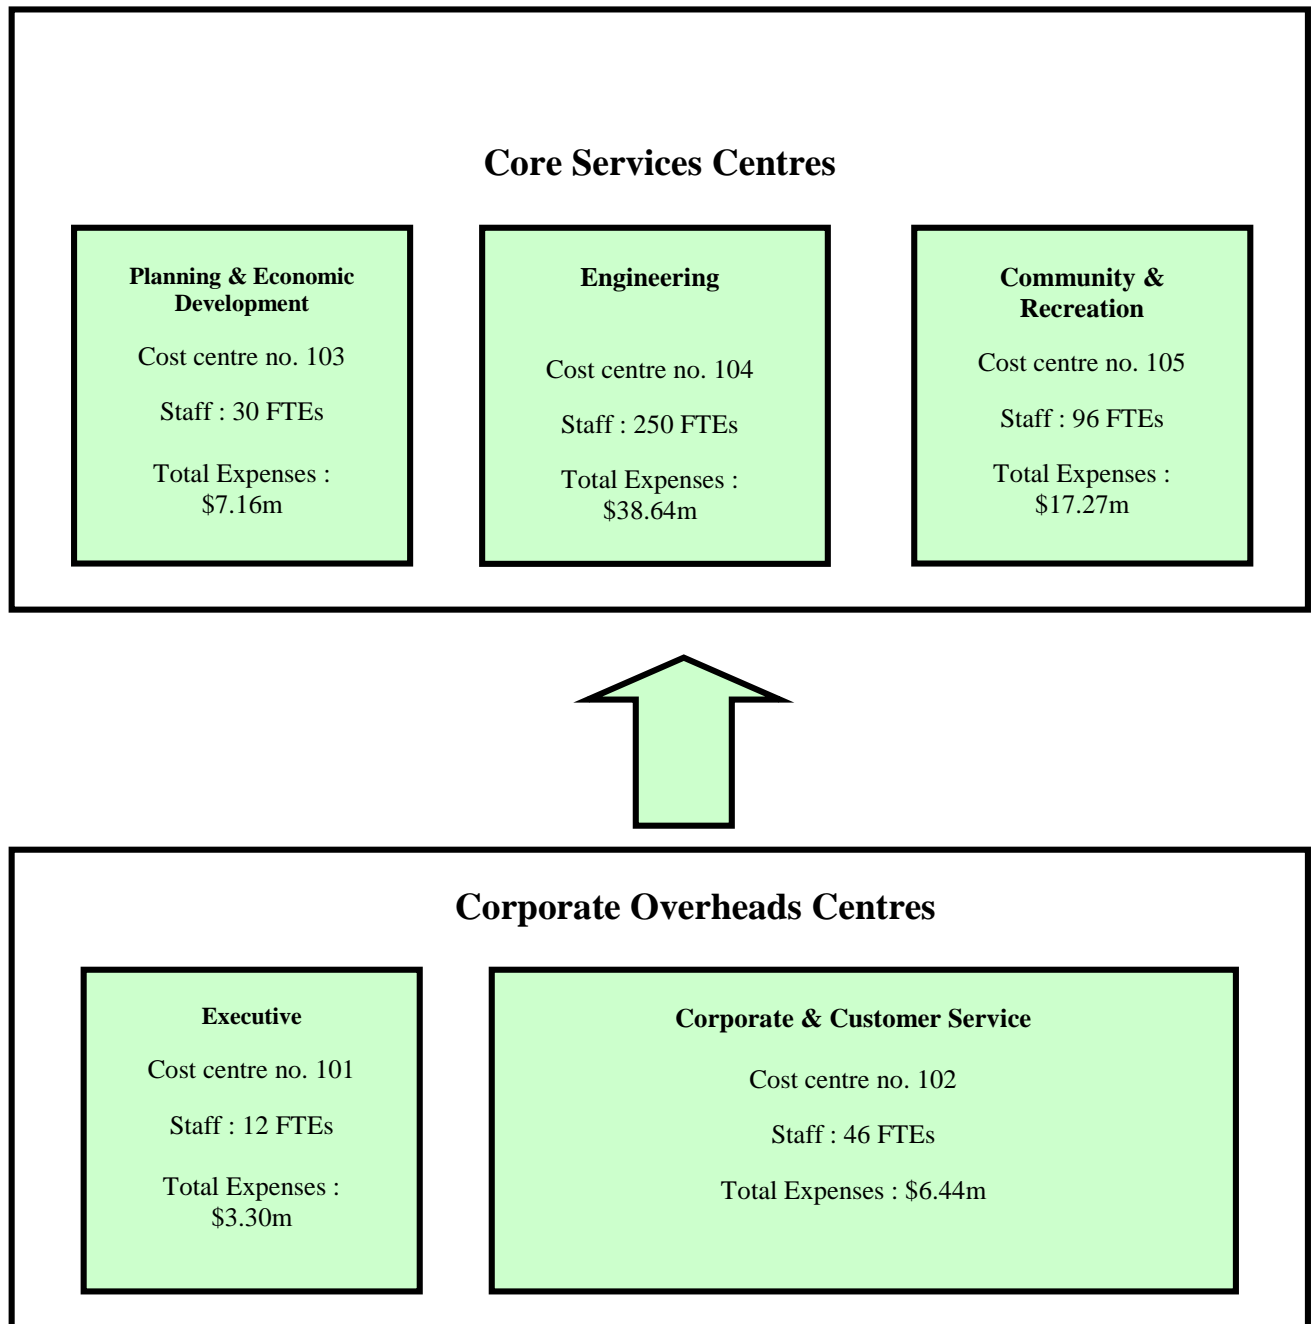 Core Services Centres
Planning & Economic
Development
Cost centre no. 103
Staff : 30 FTEs
Total Expenses :
$7.16m
Engineering
Cost centre no. 104
Staff : 250 FTEs
Total Expenses :
$38.64m
Community &
Recreation
Cost centre no. 105
Staff : 96 FTEs
Total Expenses :
$17.27m
Corporate Overheads Centres
Executive
Cost centre no. 101
Staff : 12 FTEs
Total Expenses :
$3.30m
Corporate & Customer Service
Cost centre no. 102
Staff : 46 FTEs
Total Expenses : $6.44m